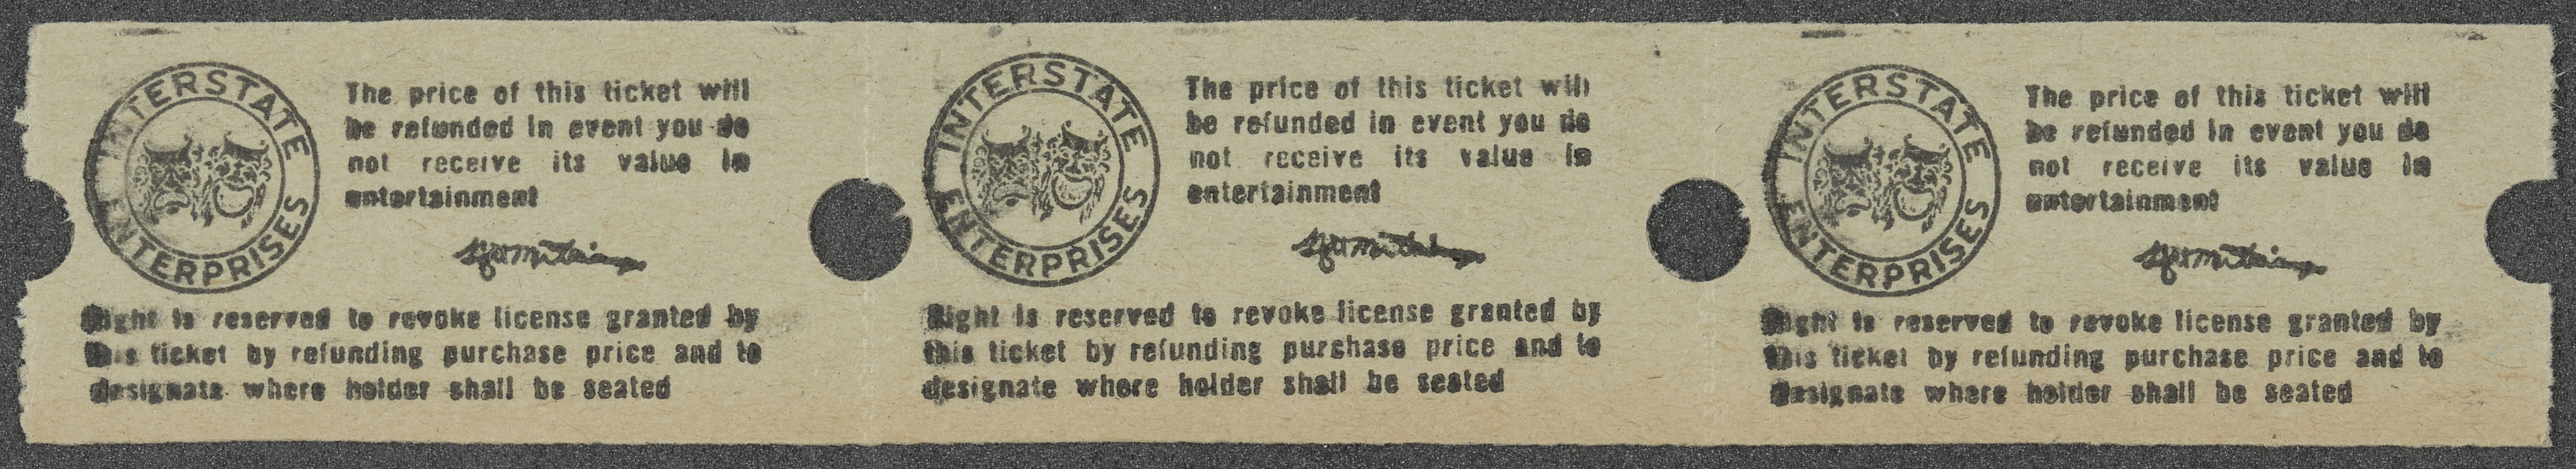 INTERSTATE ENTERPRISES
The price of this ticket will
be refunded in event you do
not receive its value in
entertainment
Right is reserved to revoke license granted by
this ticket by refunding purchase price and to
designate where holder shall be seated
INTERSTATE ENTERPRISES
The price of this ticket will
be refunded in event you do
not receive its value in
entertainment
Right is reserved to revoke license granted by
this ticket by refunding purchase price and to
designate where holder shall be seated
INTERSTATE ENTERPRISES
The price of this ticket will
be refunded in event you do
not receive its value in
entertainment
Right is reserved to revoke license granted by
this ticket by refunding purchase price and to
designate where holder shall be seated